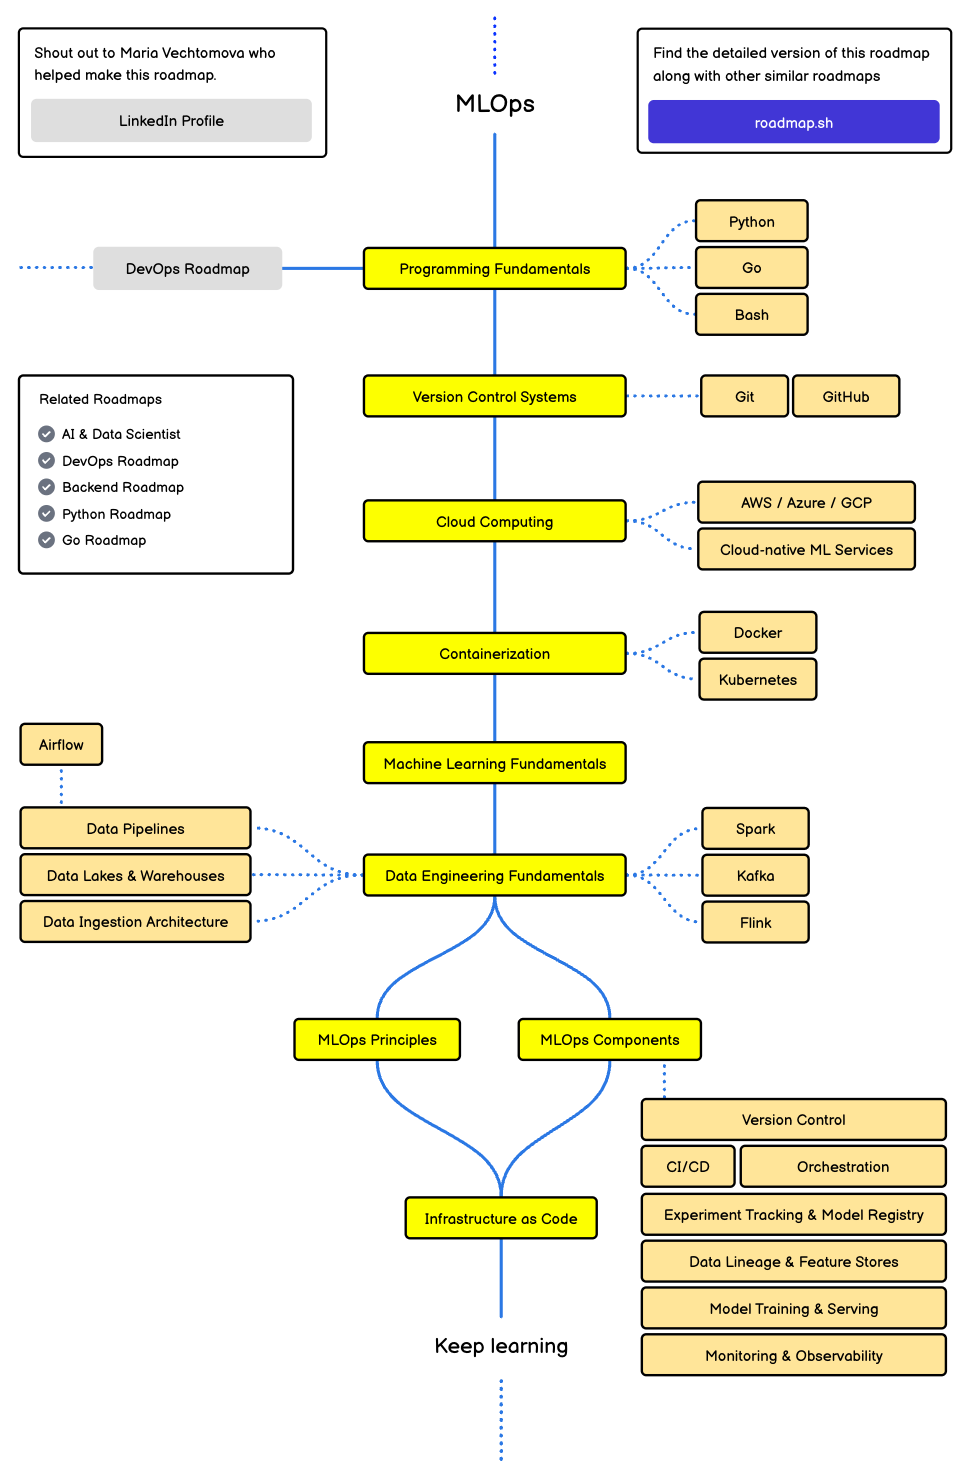 Shout out to Maria Vechtomova who
helped make this roadmap.
LinkedIn Profile
MLOps
Find the detailed version of this roadmap
along with other similar roadmaps
roadmap.sh
DevOps Roadmap
Programming Fundamentals
Python
Go
Bash
Related Roadmaps
AI & Data Scientist
DevOps Roadmap
Backend Roadmap
Python Roadmap
Go Roadmap
Version Control Systems
Git
GitHub
Cloud Computing
AWS / Azure / GCP
Cloud-native ML Services
Containerization
Docker
Kubernetes
Machine Learning Fundamentals
Airflow
Data Pipelines
Data Lakes & Warehouses
Data Ingestion Architecture
Data Engineering Fundamentals
Spark
Kafka
Flink
MLOps Principles
MLOps Components
Version Control
CI/CD
Orchestration
Experiment Tracking & Model Registry
Data Lineage & Feature Stores
Model Training & Serving
Monitoring & Observability
Infrastructure as Code
Keep learning